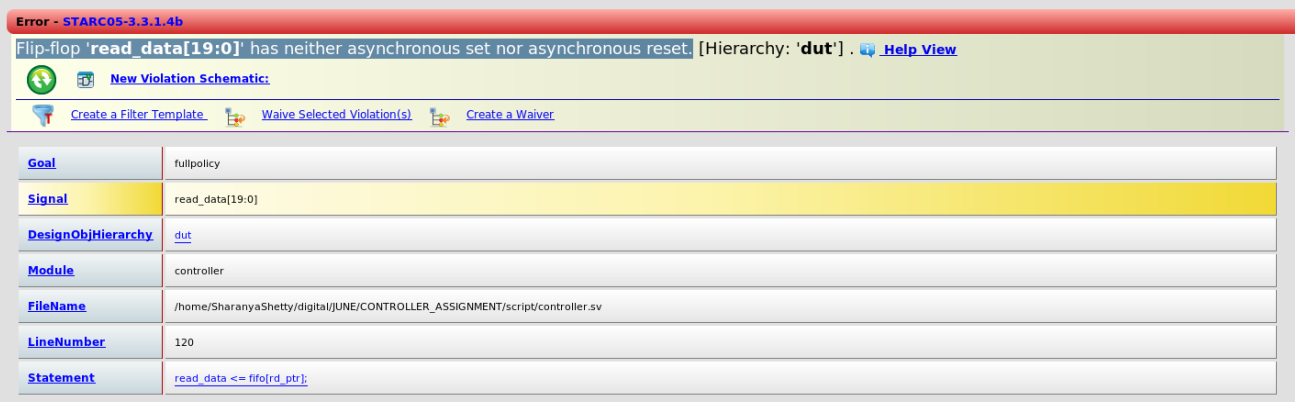 Error - STARC05-3.3.1.4b
Flip-flop 'read_data[19:0]' has neither asynchronous set nor asynchronous reset. [Hierarchy: 'dut'] . Help View
New Violation Schematic:
Create a Filter Template Waive Selected Violation(s) Create a Waiver
Goal fullpolicy
Signal read_data[19:0]
DesignObjHierarchy dut
Module controller
FileName /home/SharanyaShetty/digital/JUNE/CONTROLLER_ASSIGNMENT/script/controller.sv
LineNumber 120
Statement read_data <= fifo[rd_ptr];